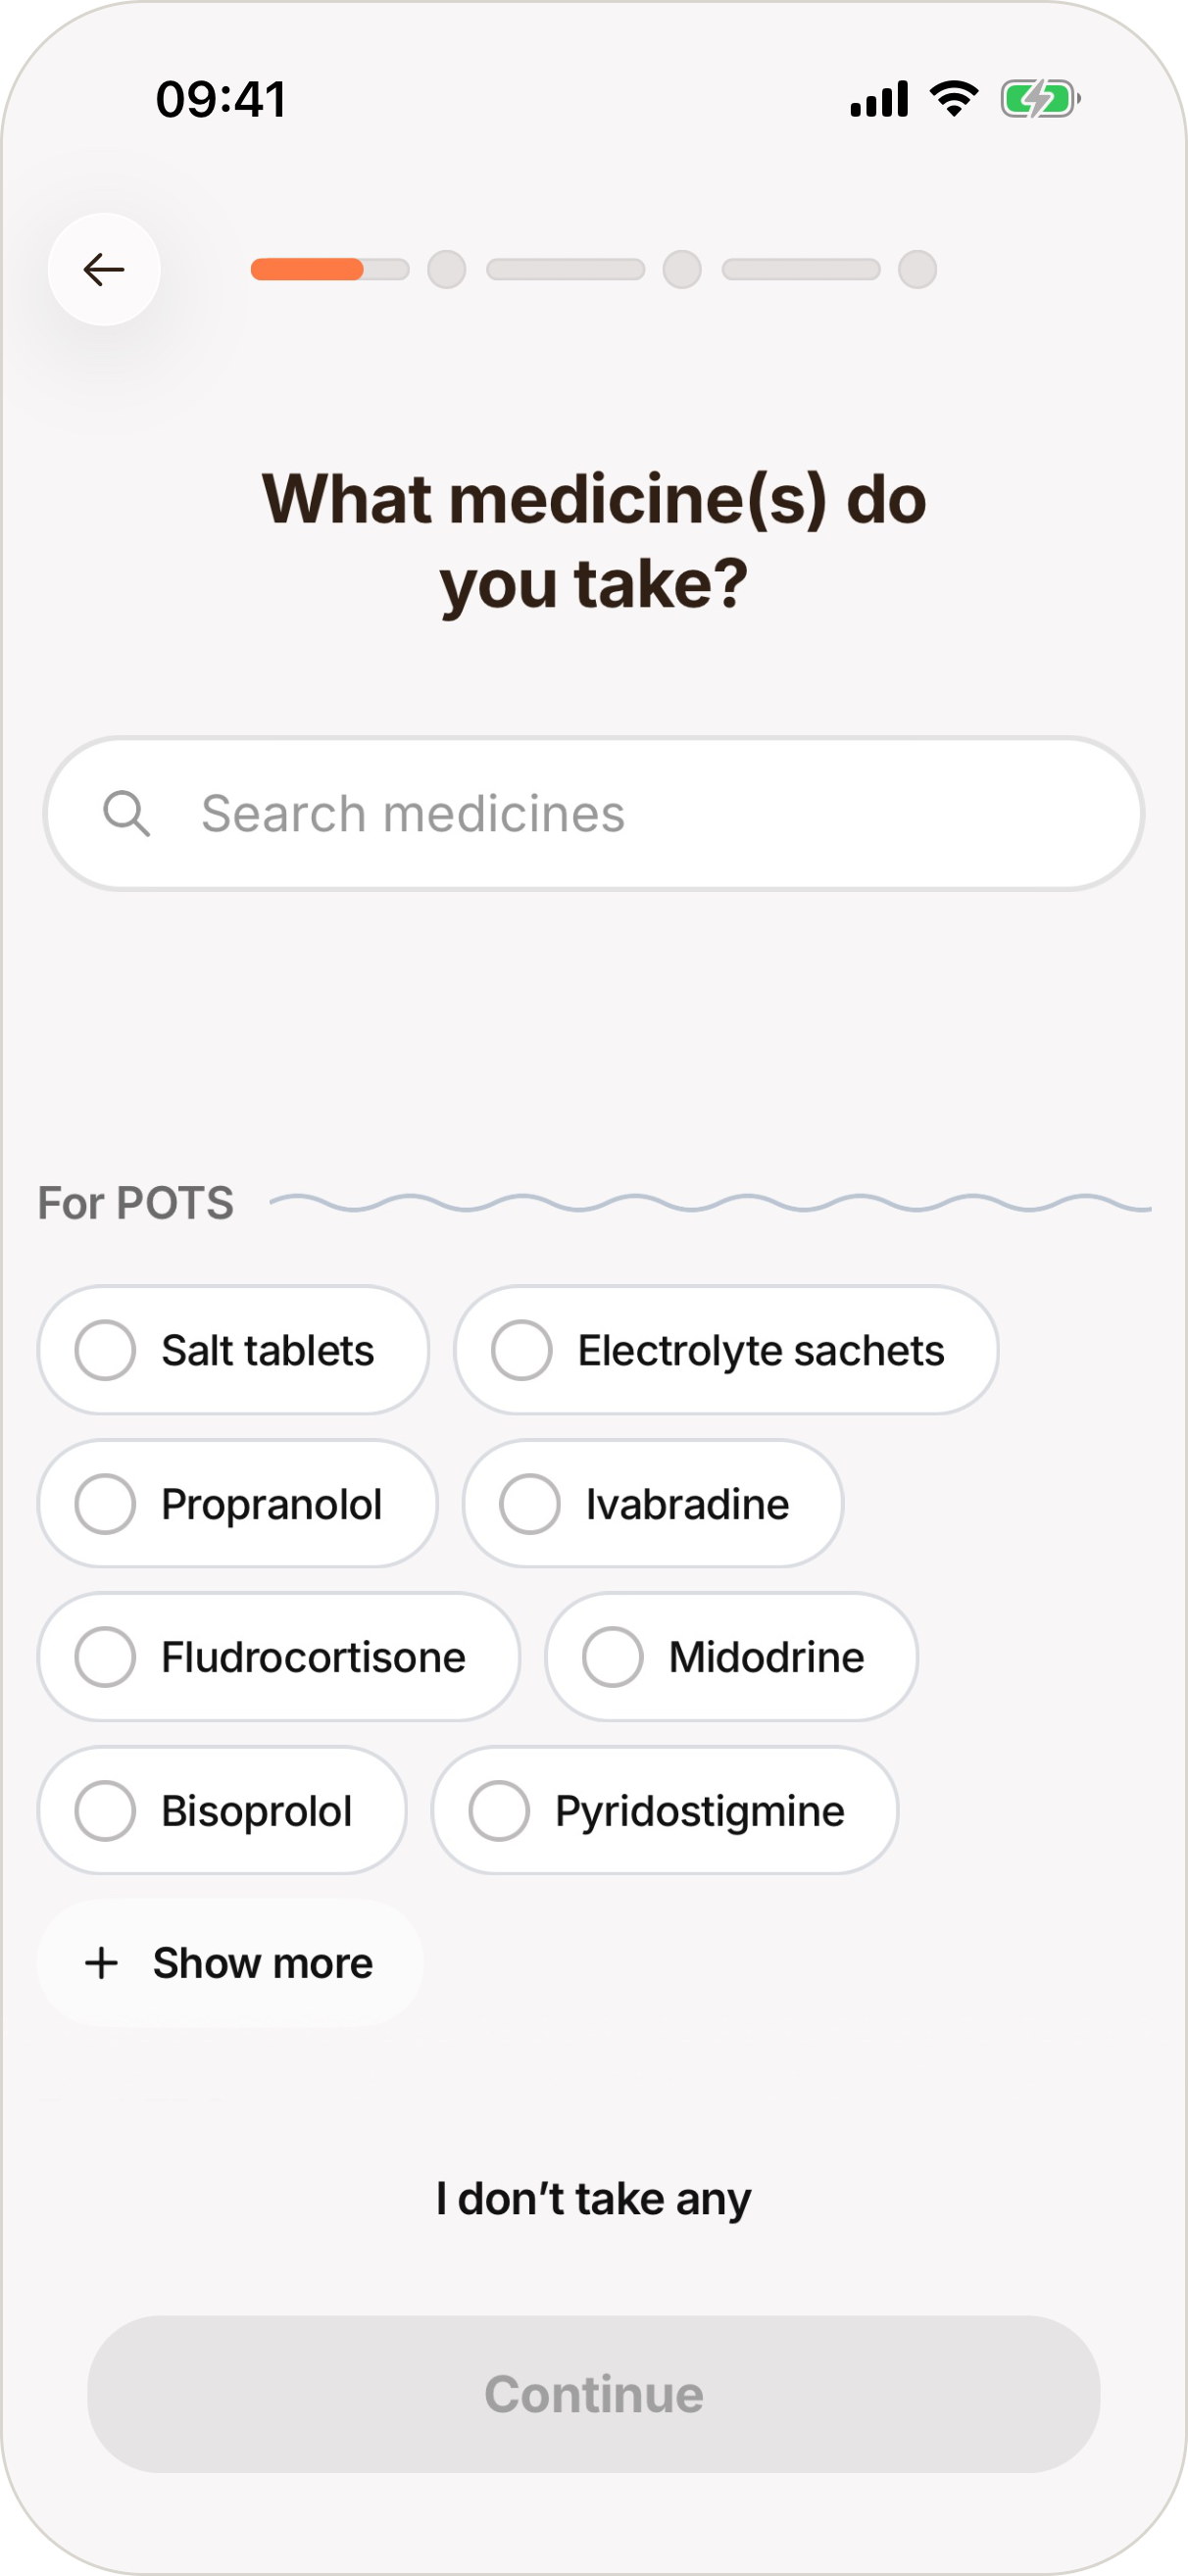 09:41
What medicine(s) do
you take?
Search medicines
For POTS
Salt tablets
Electrolyte sachets
Propranolol
Ivabradine
Fludrocortisone
Midodrine
Bisoprolol
Pyridostigmine
Show more
I don’t take any
Continue